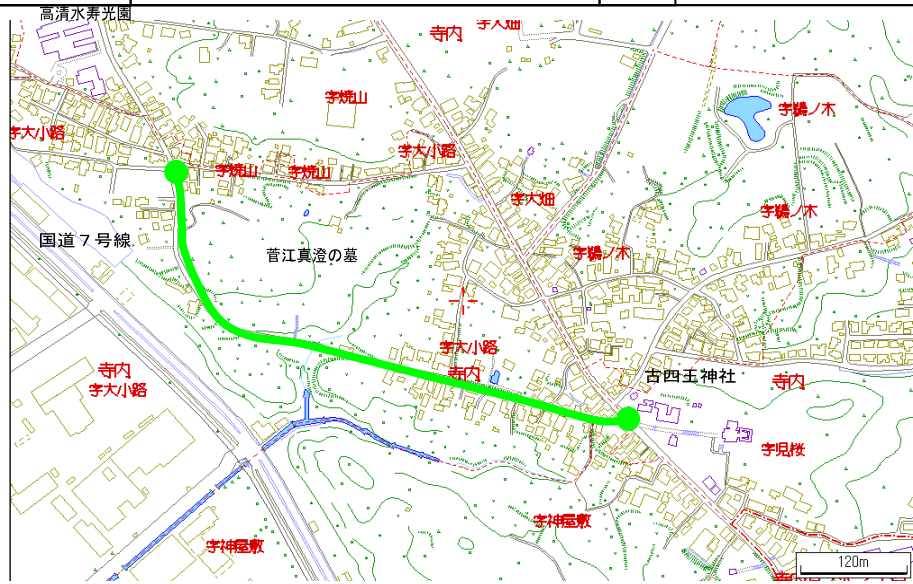 高清水寿光園
寺内
字大畑
字焼山
字鵜ノ木
字大小路
字大小路
字焼山
字焼山
字大畑
字鵜ノ木
国道７号線
菅江真澄の墓
字鵜ノ木
字大小路
寺内
字大小路
寺内
古四王神社
寺内
字児桜
字神屋敷
字神屋敷
120m